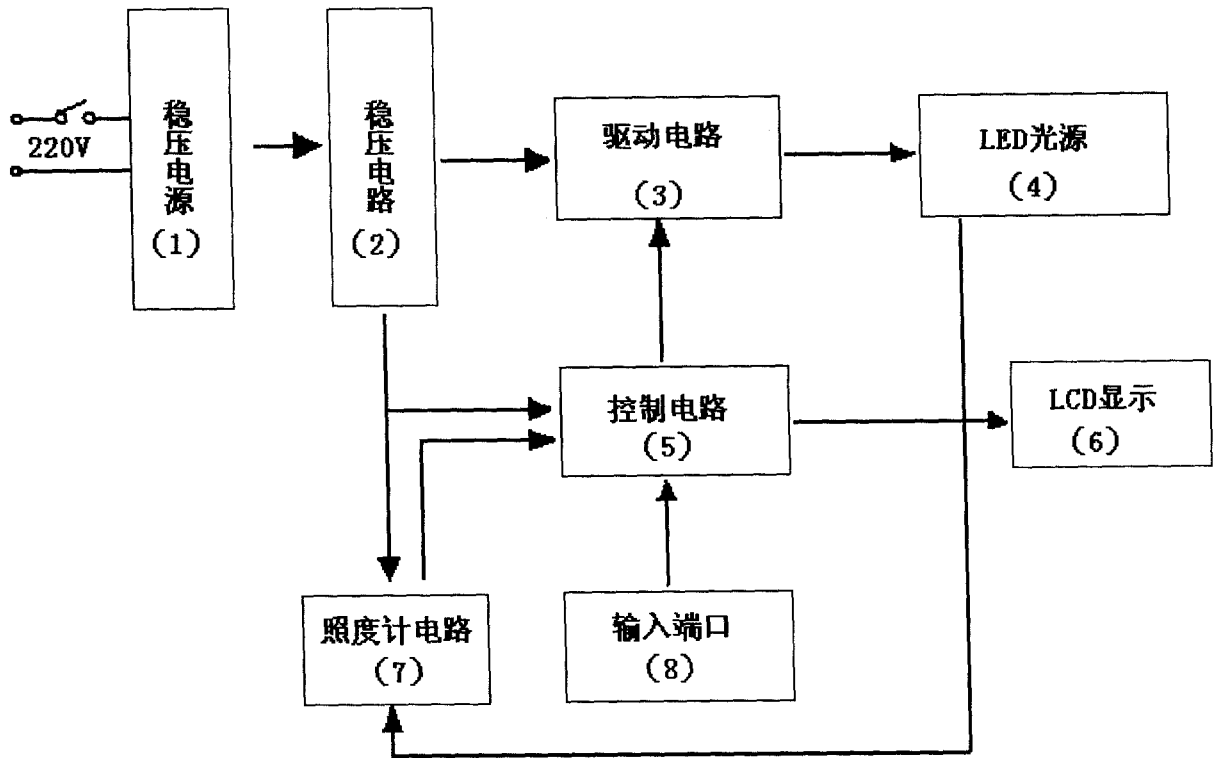 220V
稳压电源
(1)
稳压电路
(2)
驱动电路
(3)
LED光源
(4)
控制电路
(5)
LCD显示
(6)
照度计电路
(7)
输入端口
(8)